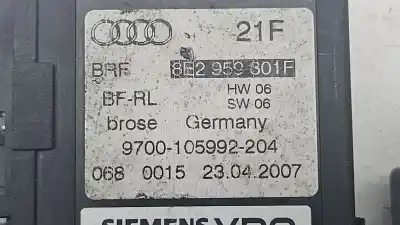 21F
BRF 8E2 959 801F
BF-RL HW 06
SW 06
brose Germany
9700-105992-204
068 0015 23.04.2007
SIEMENS VDO